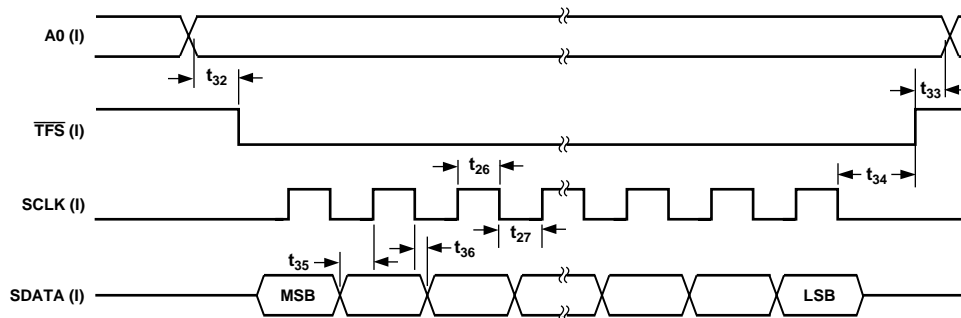 A0 (I)
t32
t33
TFS (I)
t26
t34
SCLK (I)
t27
t36
t35
SDATA (I)
MSB
LSB